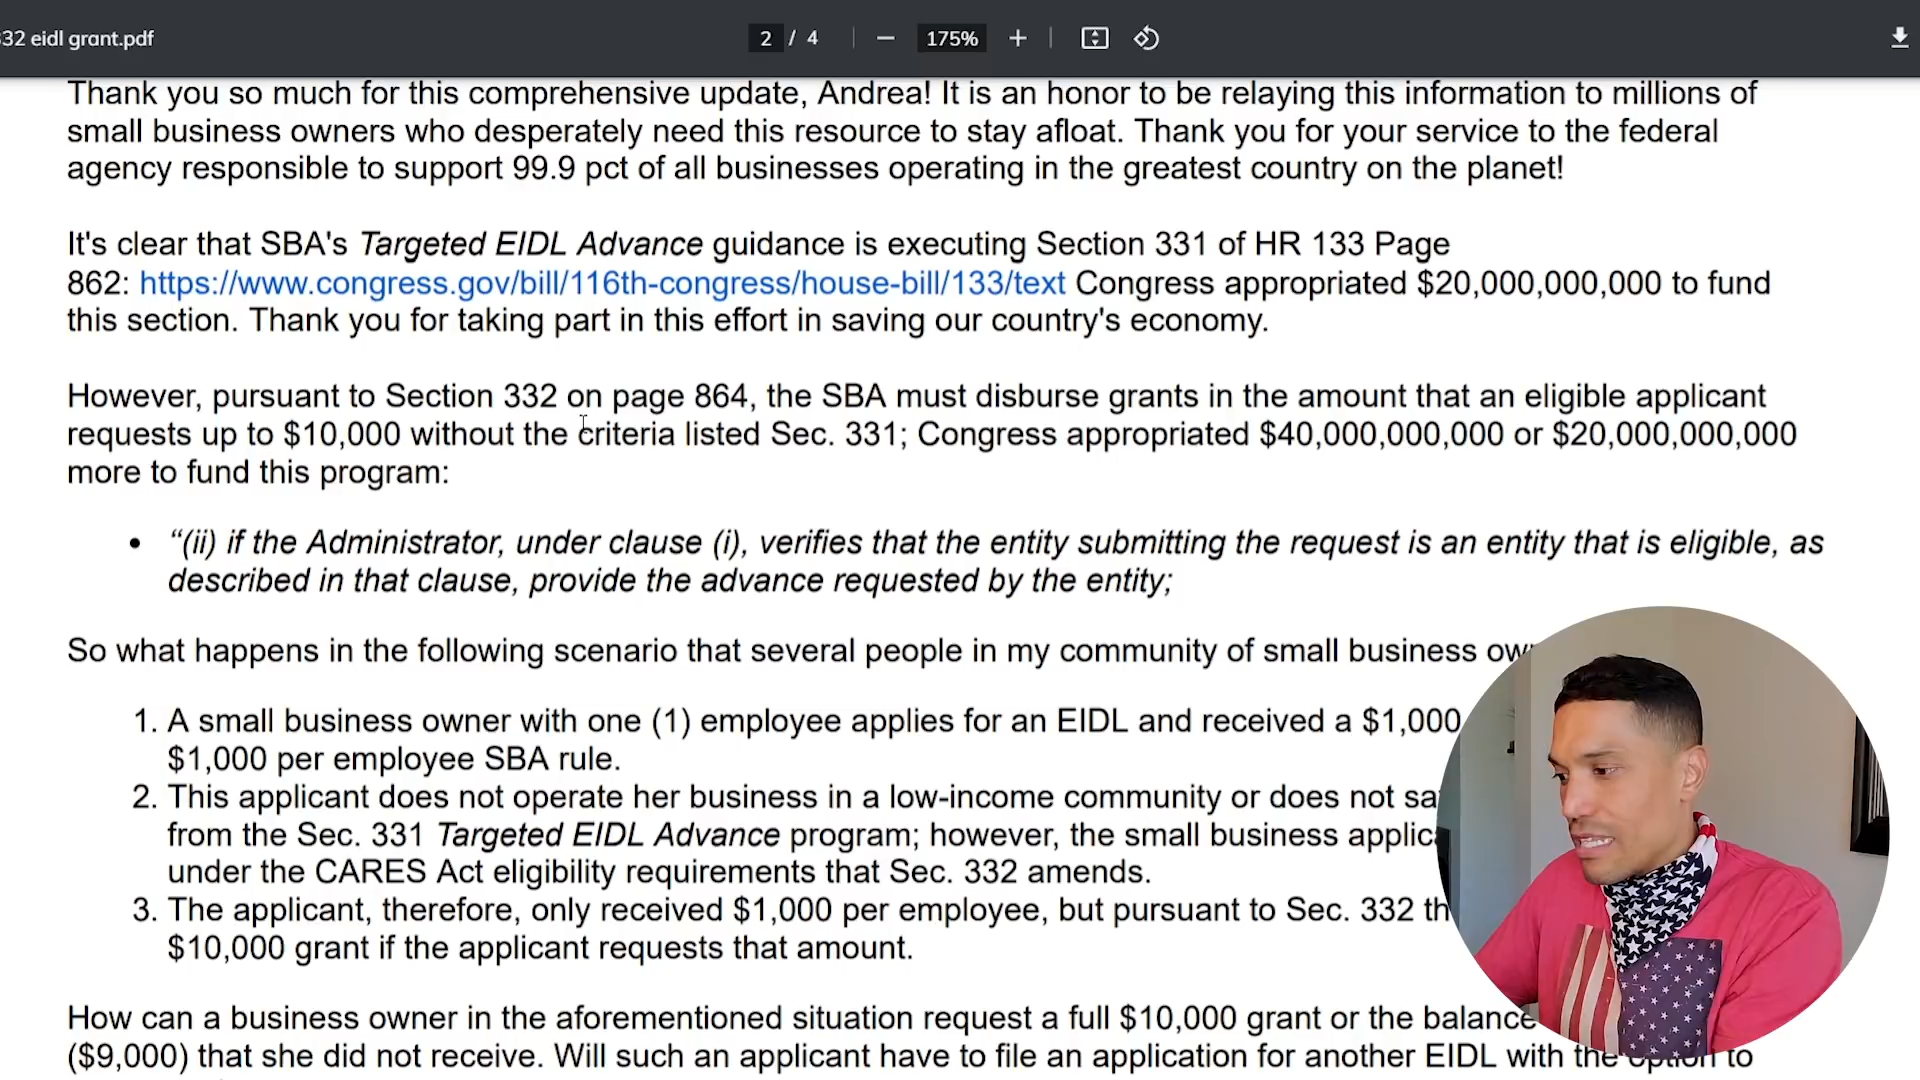 32 eidl grant.pdf
2 / 4
175%
Thank you so much for this comprehensive update, Andrea! It is an honor to be relaying this information to millions of
small business owners who desperately need this resource to stay afloat. Thank you for your service to the federal
agency responsible to support 99.9 pct of all businesses operating in the greatest country on the planet!
It's clear that SBA's Targeted EIDL Advance guidance is executing Section 331 of HR 133 Page
862: https://www.congress.gov/bill/116th-congress/house-bill/133/text Congress appropriated $20,000,000,000 to fund
this section. Thank you for taking part in this effort in saving our country's economy.
However, pursuant to Section 332 on page 864, the SBA must disburse grants in the amount that an eligible applicant
requests up to $10,000 without the criteria listed Sec. 331; Congress appropriated $40,000,000,000 or $20,000,000,000
more to fund this program:
• “(ii) if the Administrator, under clause (i), verifies that the entity submitting the request is an entity that is eligible, as
described in that clause, provide the advance requested by the entity;
So what happens in the following scenario that several people in my community of small business
1. A small business owner with one (1) employee applies for an EIDL and received a $1,000
$1,000 per employee SBA rule.
2. This applicant does not operate her business in a low-income community or does not
from the Sec. 331 Targeted EIDL Advance program; however, the small business
under the CARES Act eligibility requirements that Sec. 332 amends.
3. The applicant, therefore, only received $1,000 per employee, but pursuant to Sec. 332
$10,000 grant if the applicant requests that amount.
How can a business owner in the aforementioned situation request a full $10,000 grant or the balance
($9,000) that she did not receive. Will such an applicant have to file an application for another EIDL with the option to